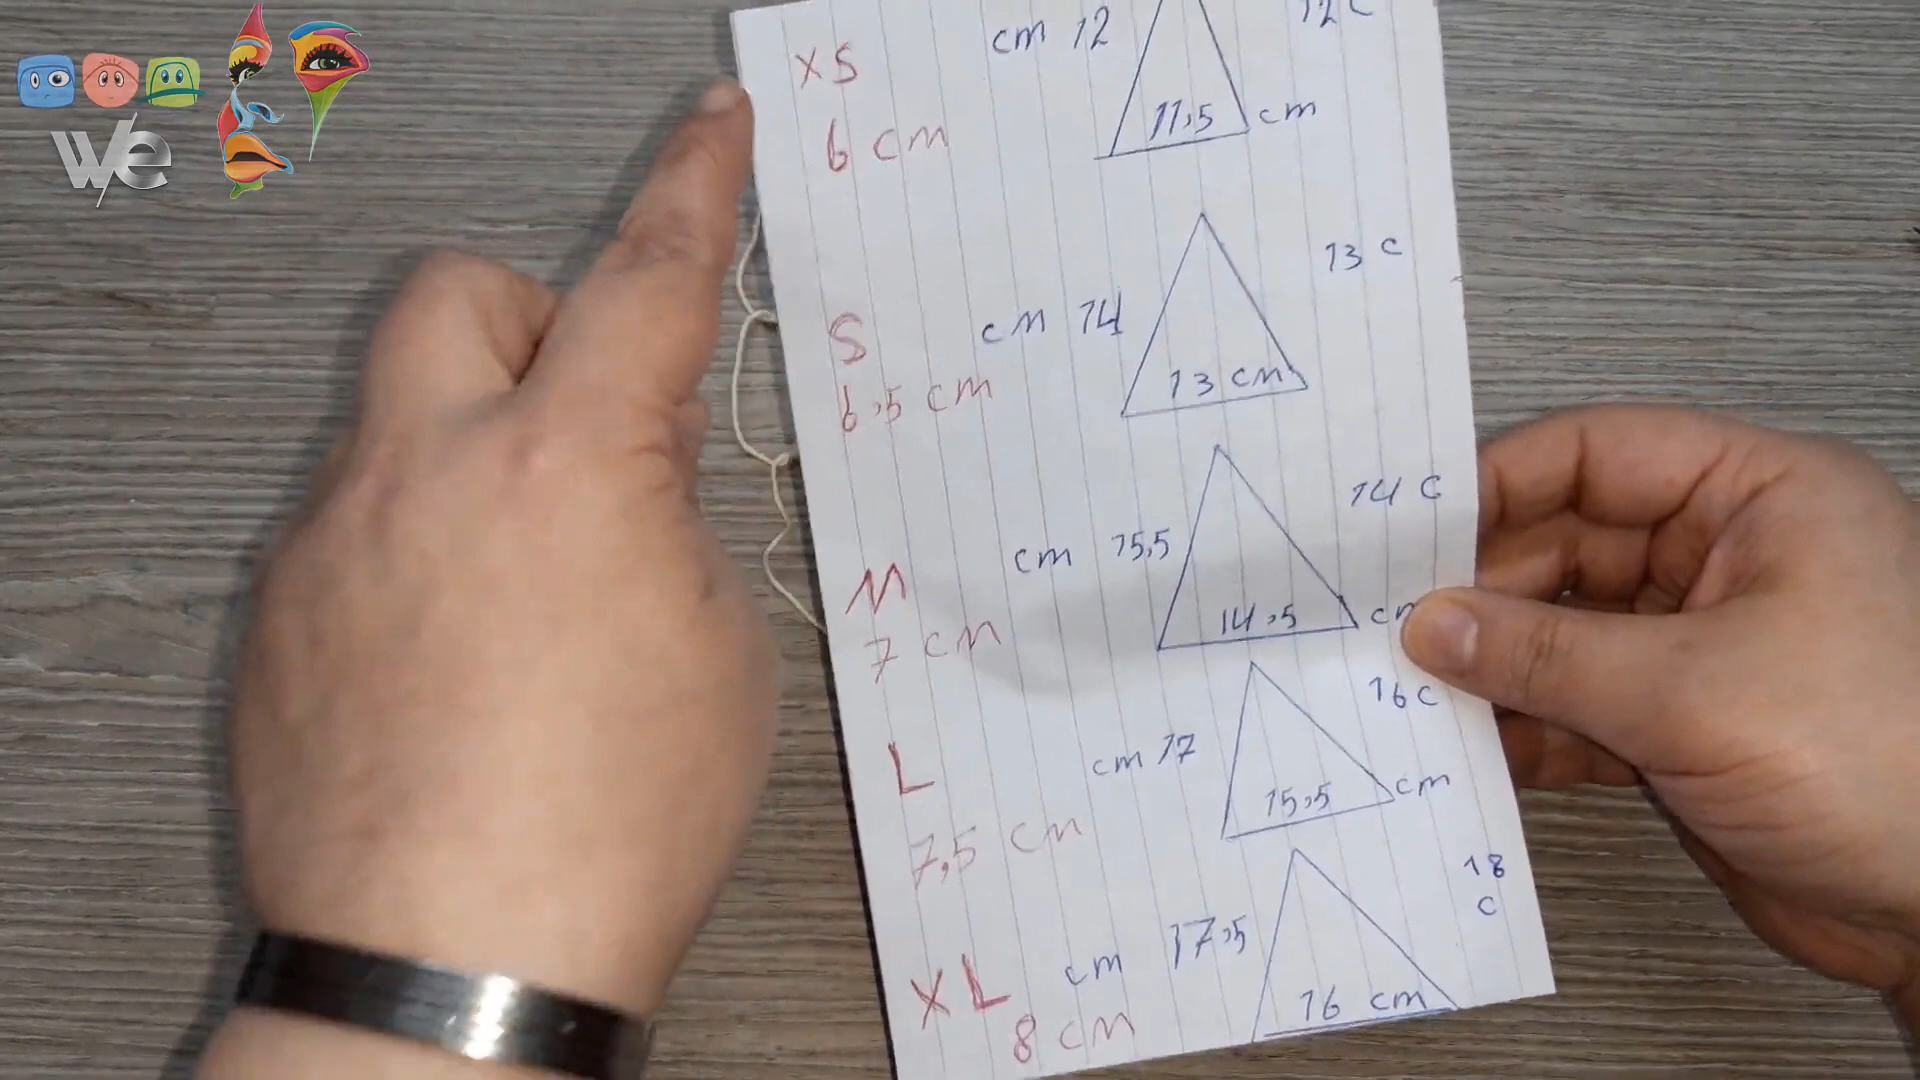 we
XS cm 12 12 C
6 cm 11,5 cm
S cm 14 13 C
6,5 cm 13 cm
M cm 15,5 14 C
7 cm 14,5
L cm 17 16 C
7,5 cm 15,5 cm
XL cm 17,5 18 C
8 cm 16 cm